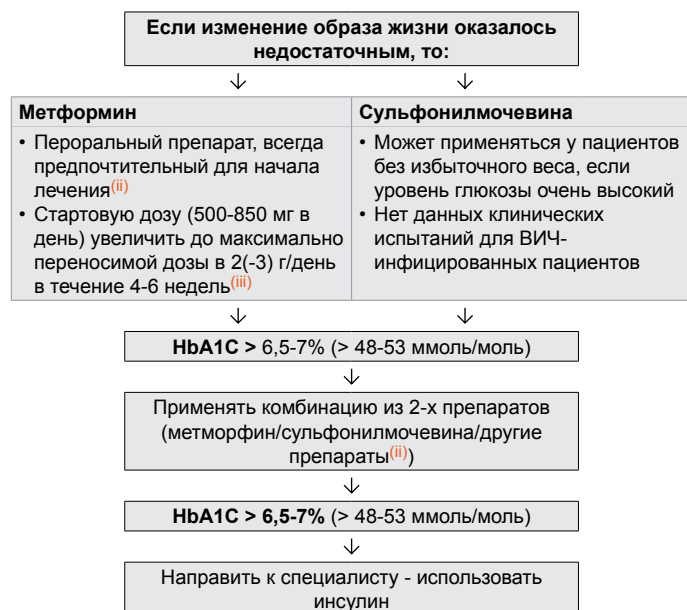 Если изменение образа жизни оказалось
недостаточным, то:
Метформин
• Пероральный препарат, всегда
предпочтительный для начала
лечения(ii)
• Стартовую дозу (500-850 мг в
день) увеличить до максимально
переносимой дозы в 2(-3) г/день
в течение 4-6 недель(iii)
Сульфонилмочевина
• Может применяться у пациентов
без избыточного веса, если
уровень глюкозы очень высокий
• Нет данных клинических
испытаний для ВИЧ-
инфицированных пациентов
HbA1C > 6,5-7% (> 48-53 ммоль/моль)
Применять комбинацию из 2-х препаратов
(метморфин/сульфонилмочевина/другие
препараты(ii))
HbA1C > 6,5-7% (> 48-53 ммоль/моль)
Направить к специалисту - использовать
инсулин